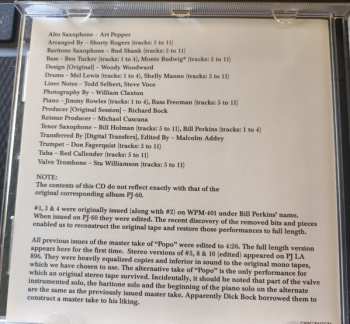 Alto Saxophone – Art Pepper
Arranged By – Shorty Rogers (tracks: 5 to 11)
Baritone Saxophone – Bud Shank (tracks: 5 to 11)
Bass – Ben Tucker (tracks: 1 to 4), Monte Budwig* (tracks: 5 to 11)
Design [Original] – Woody Woodward
Drums – Mel Lewis (tracks: 1 to 4), Shelly Manne (tracks: 5 to 11)
Liner Notes – Todd Selbert, Steve Voce
Photography By – William Claxton
Piano – Jimmy Rowles (tracks: 1 to 4), Russ Freeman (tracks: 5 to 11)
Producer [Original Session] – Richard Bock
Reissue Producer – Michael Cuscuna
Tenor Saxophone – Bill Holman (tracks: 5 to 11), Bill Perkins (tracks: 1 to 4)
Transferred By [Digital Transfers], Edited By – Malcolm Addey
Trumpet – Don Fagerquist (tracks: 5 to 11)
Tuba – Red Callender (tracks: 5 to 11)
Valve Trombone – Stu Williamson (tracks: 5 to 11)
NOTE:
The contents of this CD do not reflect exactly with that of the
original corresponding album PJ-60.
#1, 3 & 4 were originally issued (along with #2) on WPM-401 under Bill Perkins' name.
When issued on PJ-60 they were edited. The recent discovery of the removed bits and pieces
enabled us to reconstruct the original tape and restore those performances to full length.
All previous issues of the master take of "Popo" were edited to 4:26. The full length version
appears here for the first time. Stereo versions of #5, 8 & 10 (edited) appeared on PJ LA
896. They were heavily equalized copies and inferior in sound to the original mono tapes,
which we have chosen to use. The alternative take of "Popo" is the only performance for
which an original stereo tape survived. Incidentally, it should be noted that part of the valve
instrumented solo, the baritone solo and the beginning of the piano solo on the alternate
are the same as the previously issued master take. Apparently Dick Bock borrowed them to
construct a master take to his liking.